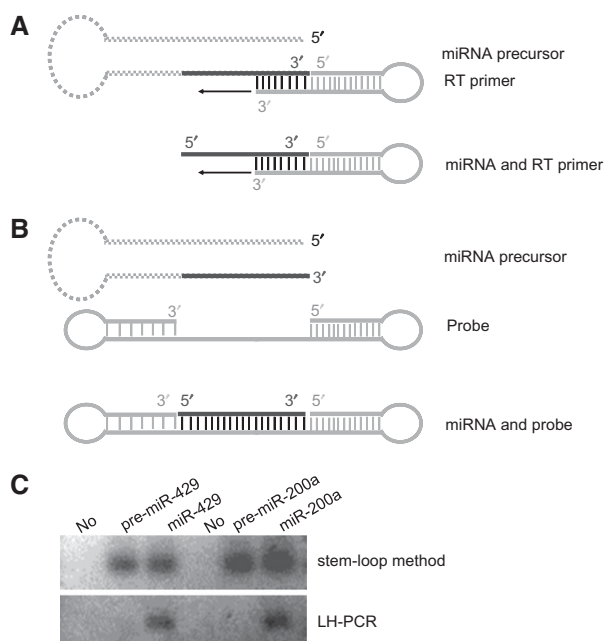 A
5′
3′ 5′
miRNA precursor
RT primer
3′
5′ 3′ 5′
miRNA and RT primer
3′
B
5′
miRNA precursor
3′
3′ 5′
Probe
3′ 5′ 3′ 5′
miRNA and probe
C
No pre-miR-429 miR-429 No pre-miR-200a miR-200a
stem-loop method
LH-PCR